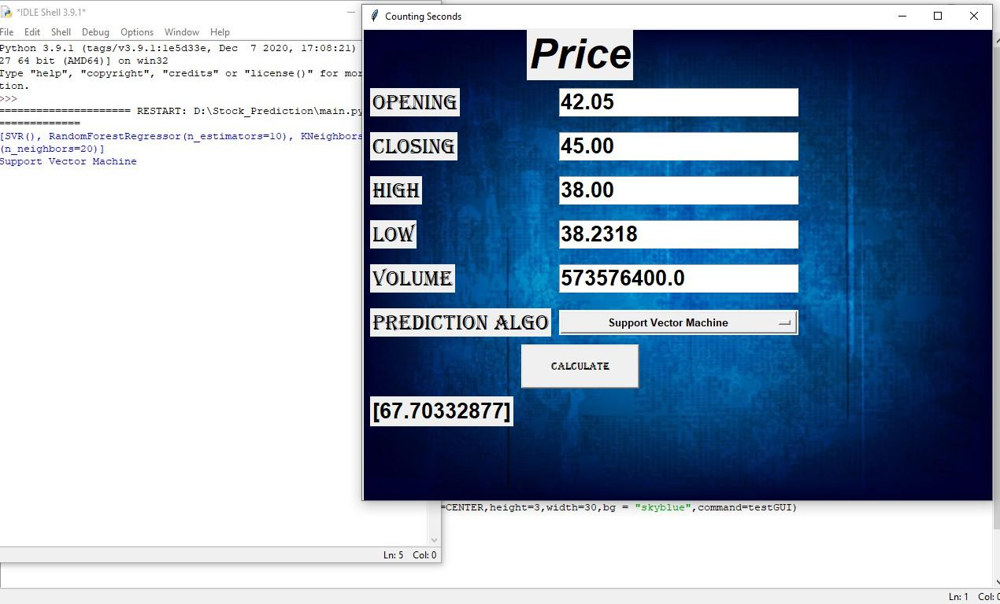 *IDLE Shell 3.9.1*
File Edit Shell Debug Options Window Help
Python 3.9.1 (tags/v3.9.1:1e5d33e, Dec 7 2020, 17:08:21)
27 64 bit (AMD64)] on win32
Type "help", "copyright", "credits" or "license()" for mor
tion.
>>>
===================== RESTART: D:\Stock_Prediction\main.py
=============
[SVR(), RandomForestRegressor(n_estimators=10), KNeighbors
(n_neighbors=20)]
Support Vector Machine
Ln: 5 Col: 0
Counting Seconds
Price
OPENING 42.05
CLOSING 45.00
HIGH 38.00
LOW 38.2318
VOLUME 573576400.0
PREDICTION ALGO Support Vector Machine
CALCULATE
[67.70332877]
=CENTER,height=3,width=30,bg = "skyblue",command=testGUI)
Ln: 1 Col: 0